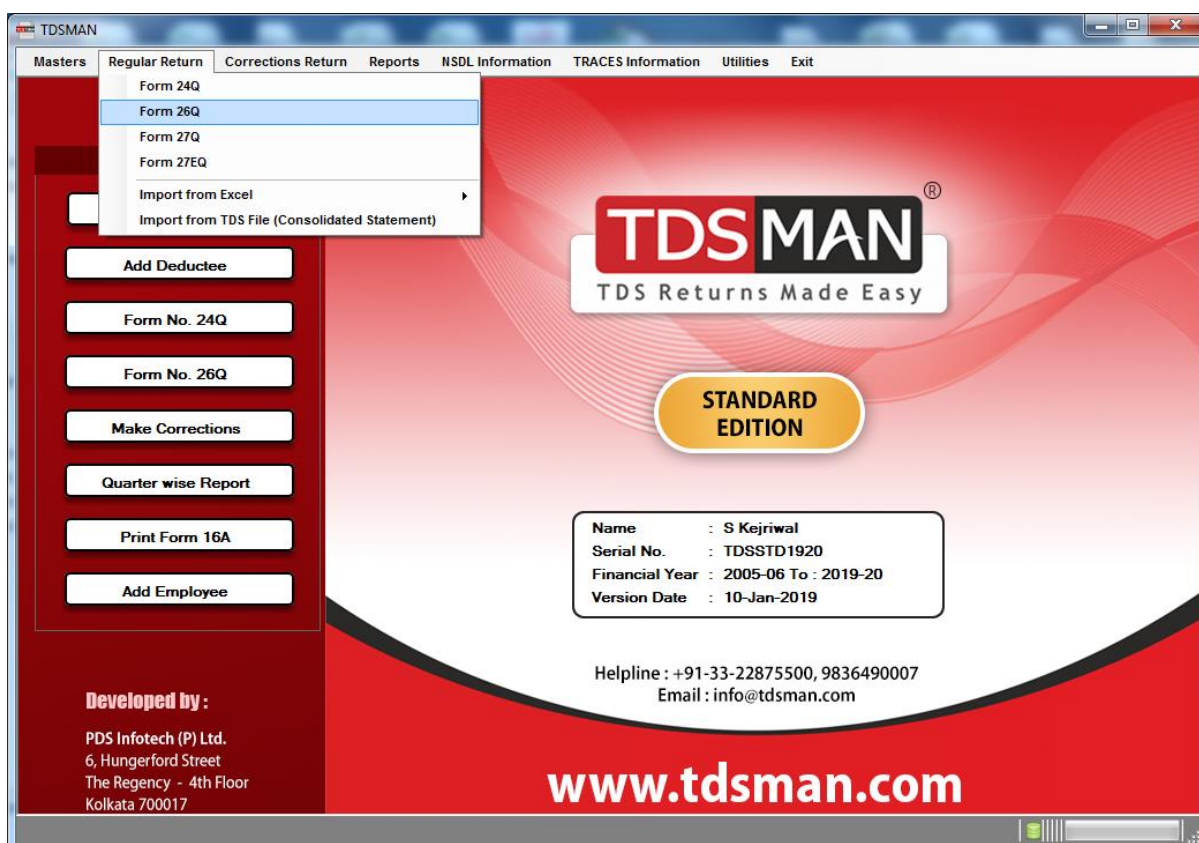 TDSMAN
Masters Regular Return Corrections Return Reports NSDL Information TRACES Information Utilities Exit
Form 24Q
Form 26Q
Form 27Q
Form 27EQ
Import from Excel
Import from TDS File (Consolidated Statement)
Add Deductee
Form No. 24Q
Form No. 26Q
Make Corrections
Quarter wise Report
Print Form 16A
Add Employee
Developed by :
PDS Infotech (P) Ltd.
6, Hungerford Street
The Regency - 4th Floor
Kolkata 700017
TDSMAN ®
TDS Returns Made Easy
STANDARD
EDITION
Name : S Kejriwal
Serial No. : TDSSTD1920
Financial Year : 2005-06 To : 2019-20
Version Date : 10-Jan-2019
Helpline : +91-33-22875500, 9836490007
Email : info@tdsman.com
www.tdsman.com